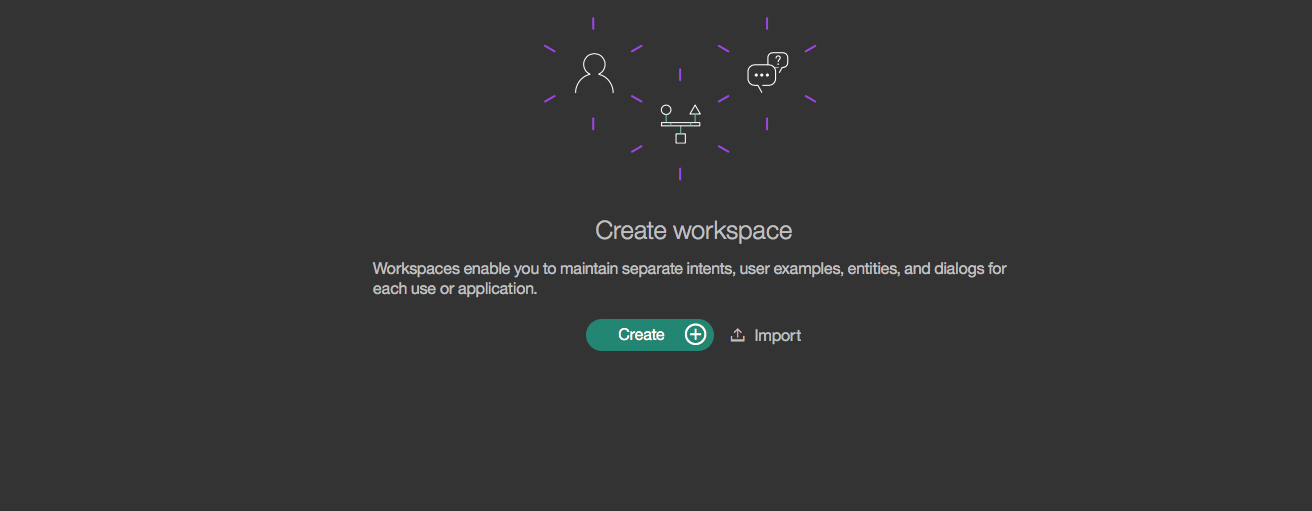 ?
Create workspace
Workspaces enable you to maintain separate intents, user examples, entities, and dialogs for
each use or application.
Create
Import